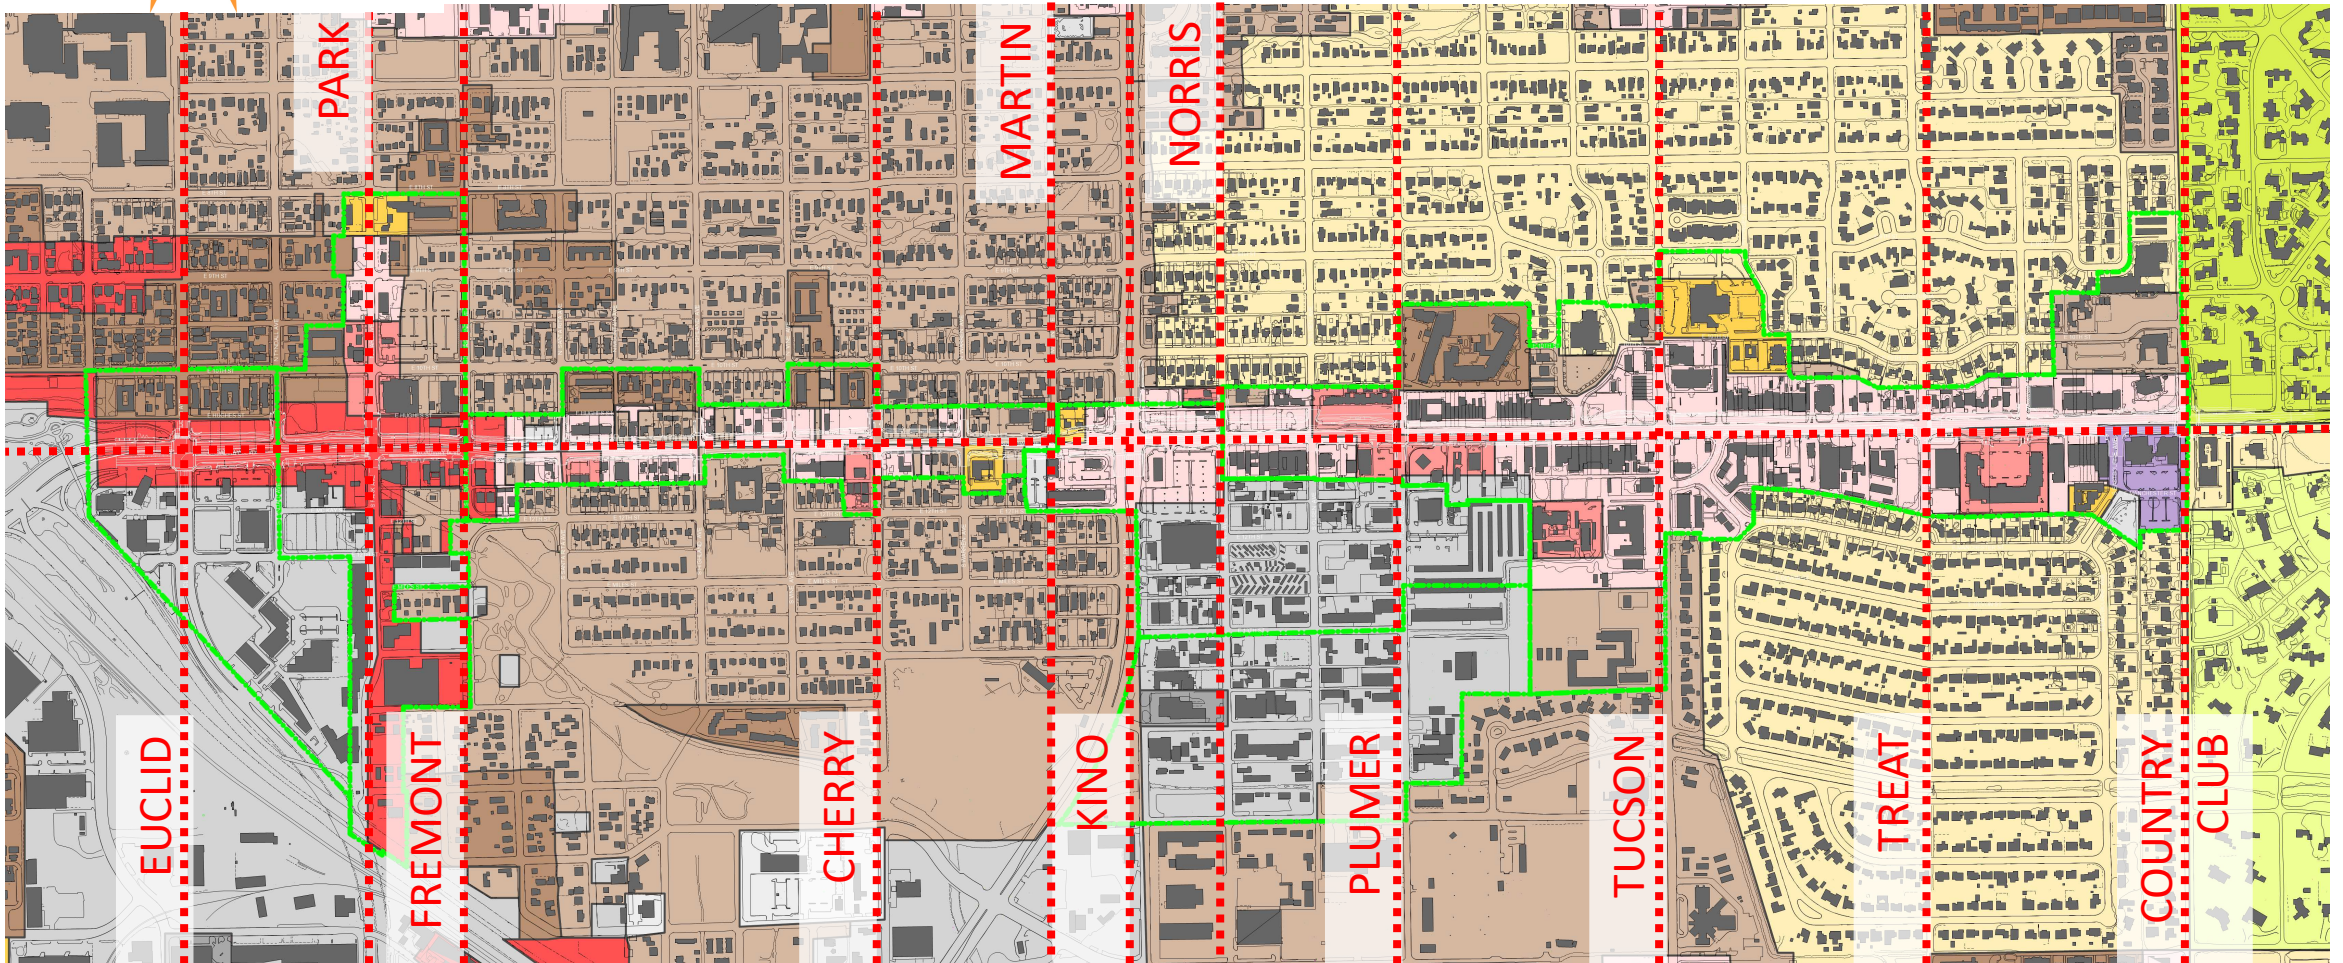 PARK
MARTIN
NORRIS
EUCLID
FREMONT
CHERRY
KINO
PLUMER
TUCSON
TREAT
COUNTRY
CLUB